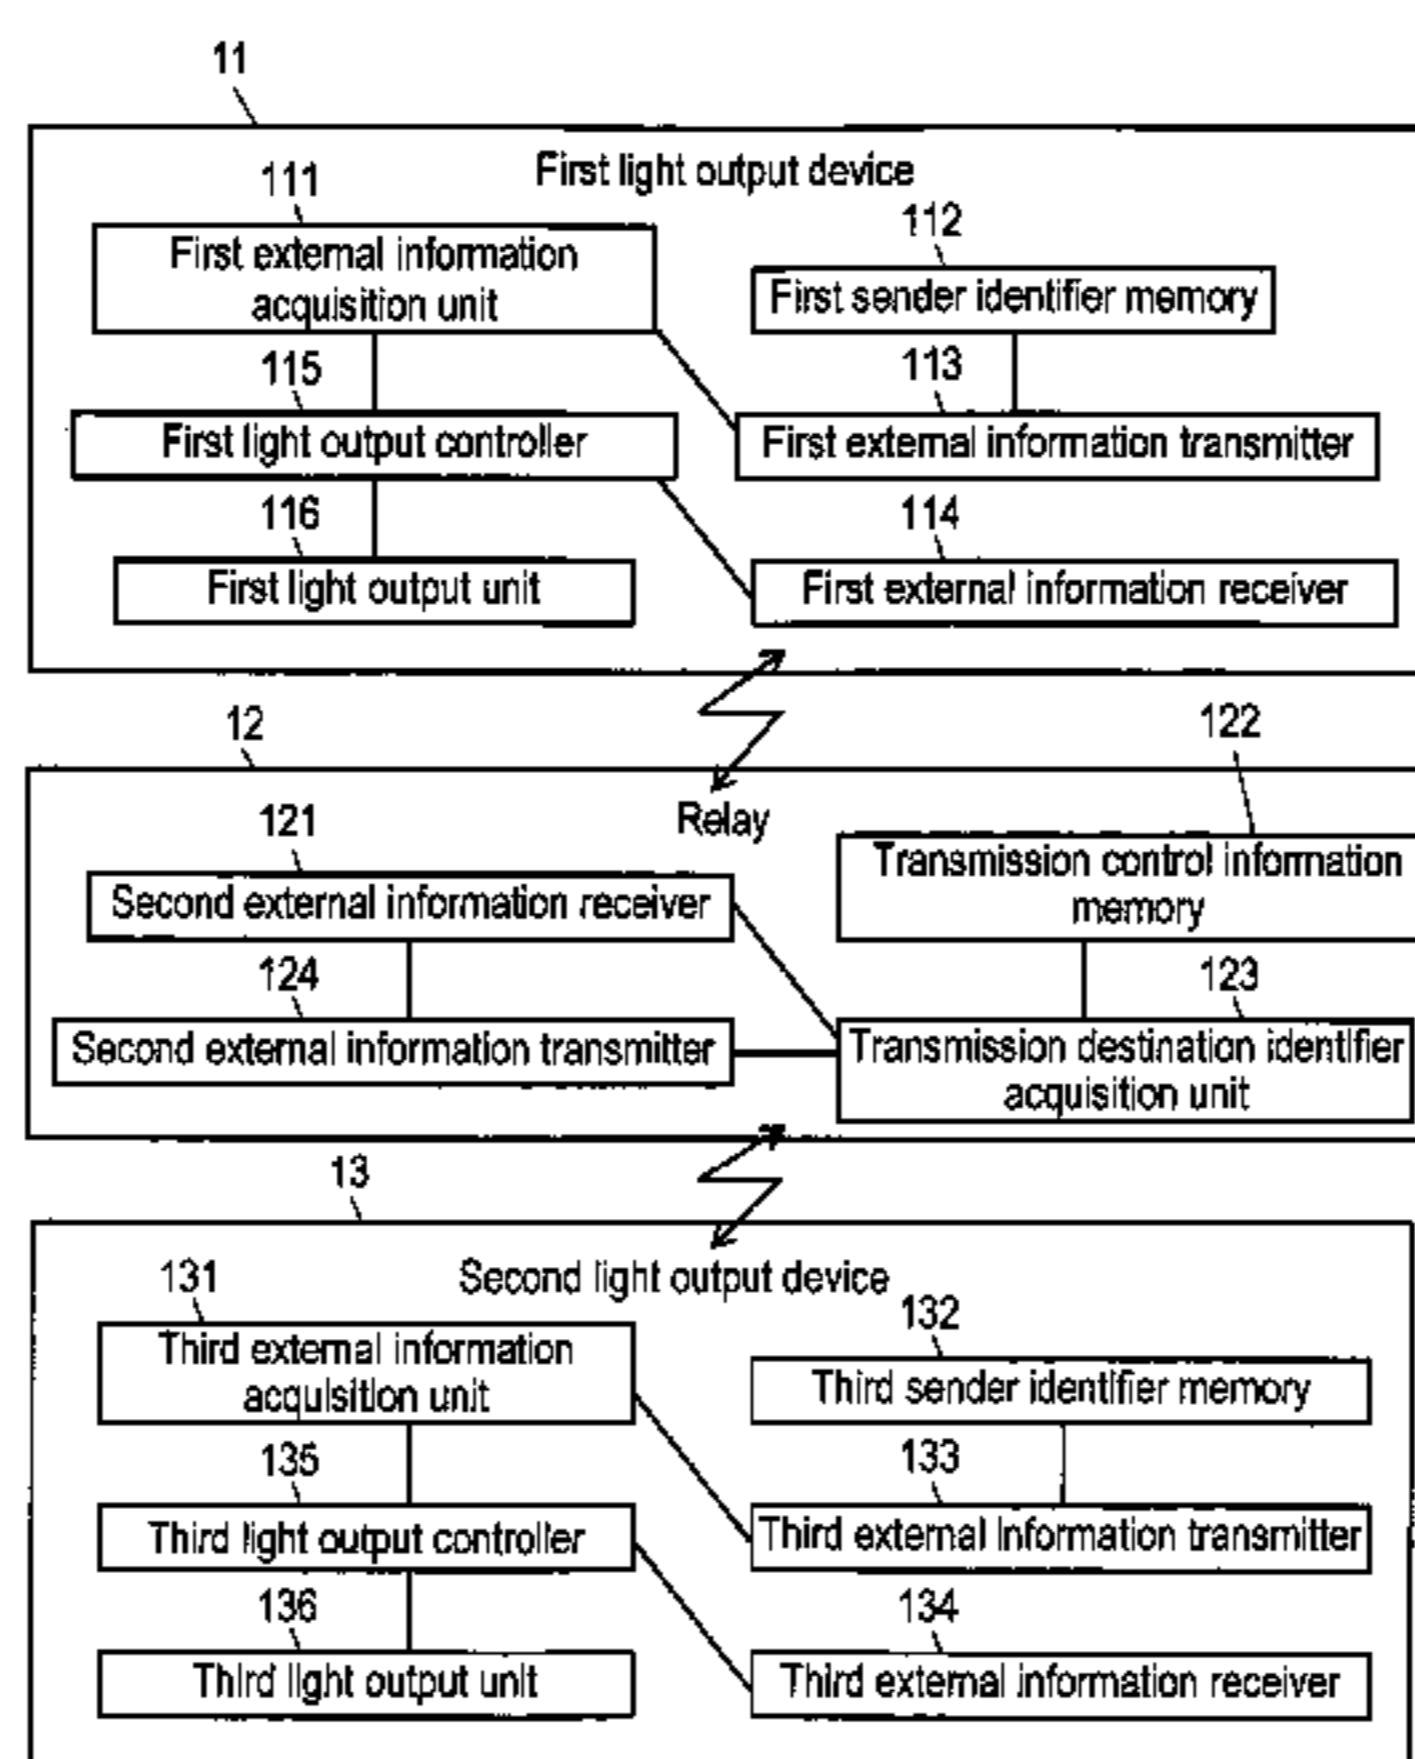 11
First light output device
111
First external information
acquisition unit
112
First sender identifier memory
115
First light output controller
113
First external information transmitter
116
First light output unit
114
First external information receiver
12
Relay
121
Second external information receiver
122
Transmission control information
memory
124
Second external information transmitter
123
Transmission destination identifier
acquisition unit
13
Second light output device
131
Third external information
acquisition unit
132
Third sender identifier memory
135
Third light output controller
133
Third external information transmitter
136
Third light output unit
134
Third external information receiver